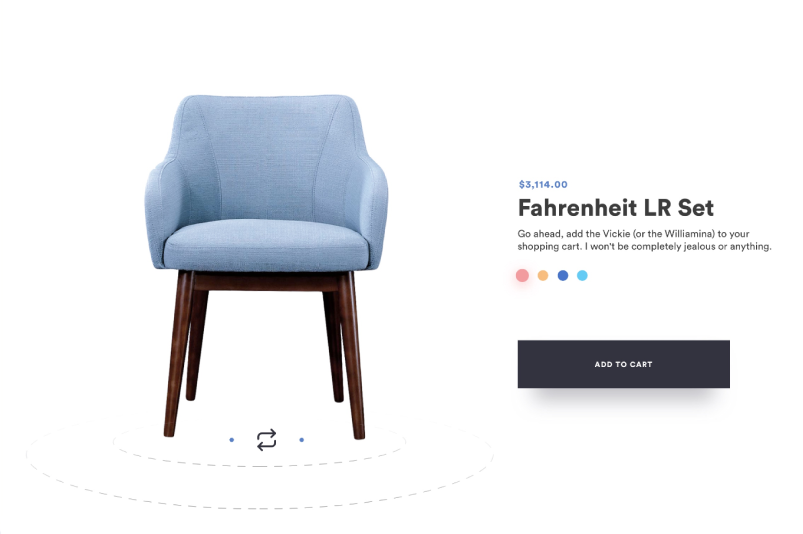 $3,114.00
Fahrenheit LR Set
Go ahead, add the Vickie (or the Williamina) to your
shopping cart. I won't be completely jealous or anything.
ADD TO CART